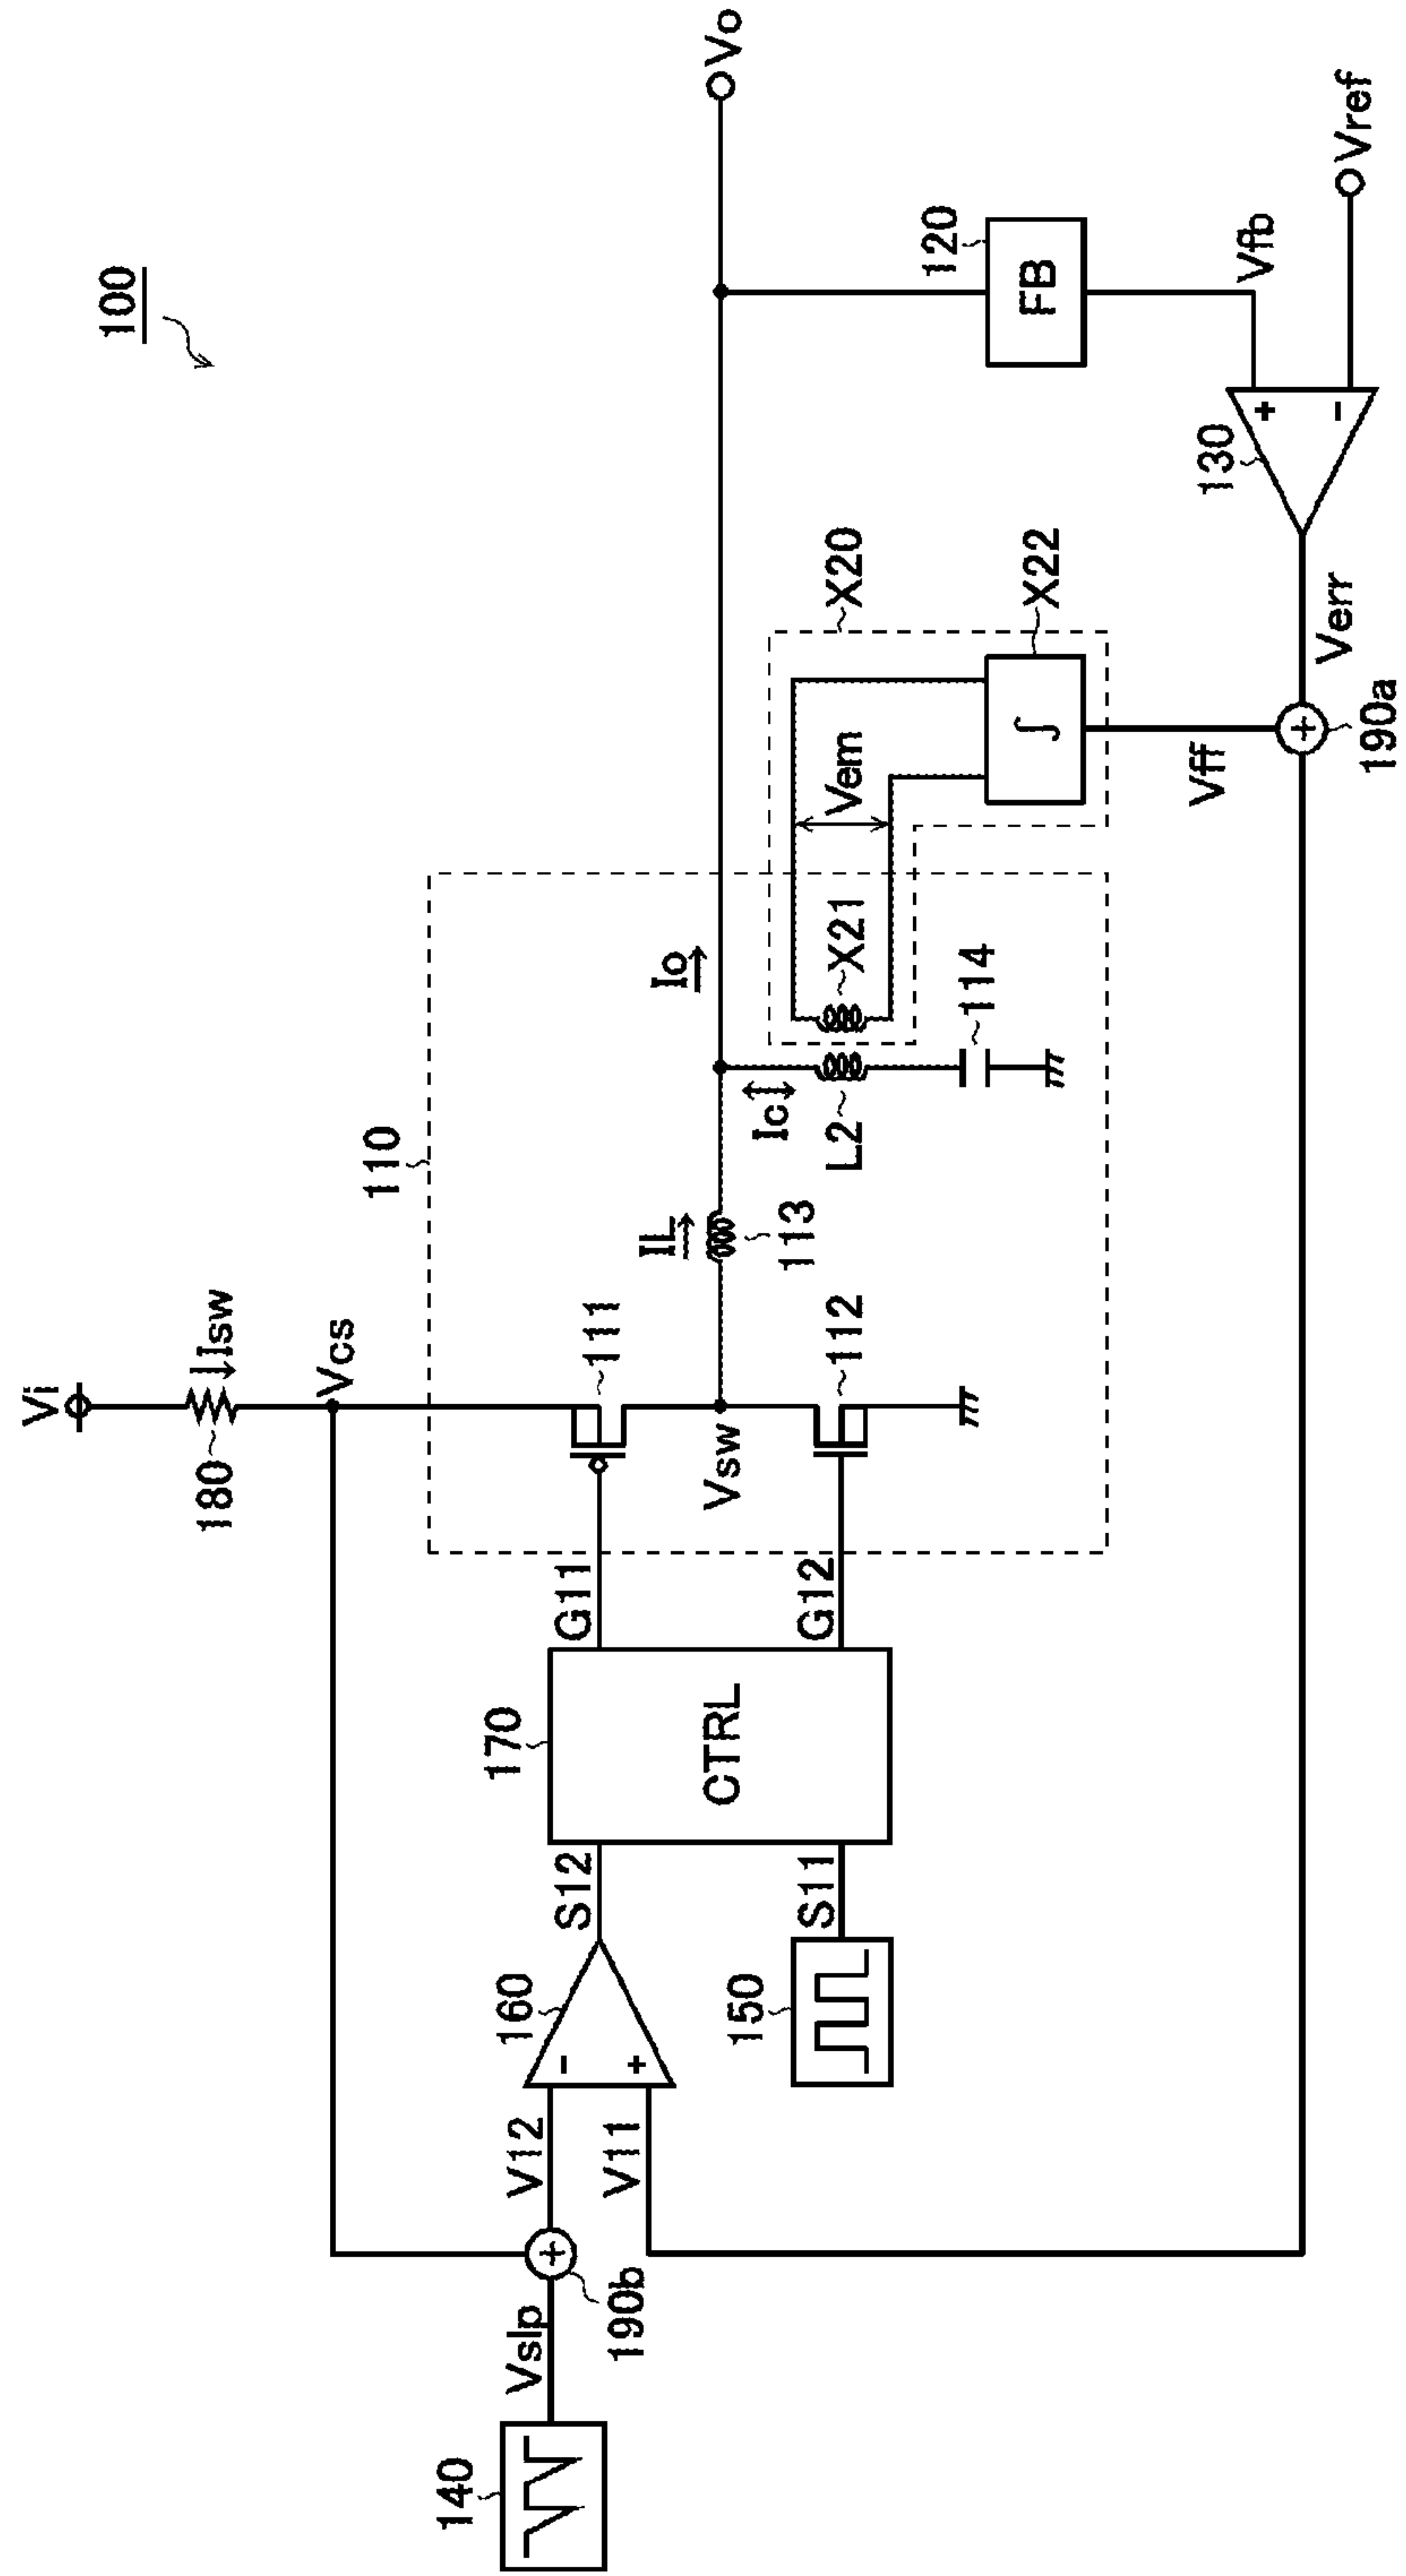 100
Vi
180
Isw
Vcs
110
140
Vslp
190b
V12
V11
160
S12
150
S11
170
CTRL
G11
G12
111
112
Vsw
IL
113
Io
Ic
L2
114
X21
Vem
X20
X22
∫
Vff
190a
Verr
130
+
-
120
FB
Vfb
Vref
Vo
-
+
+
+